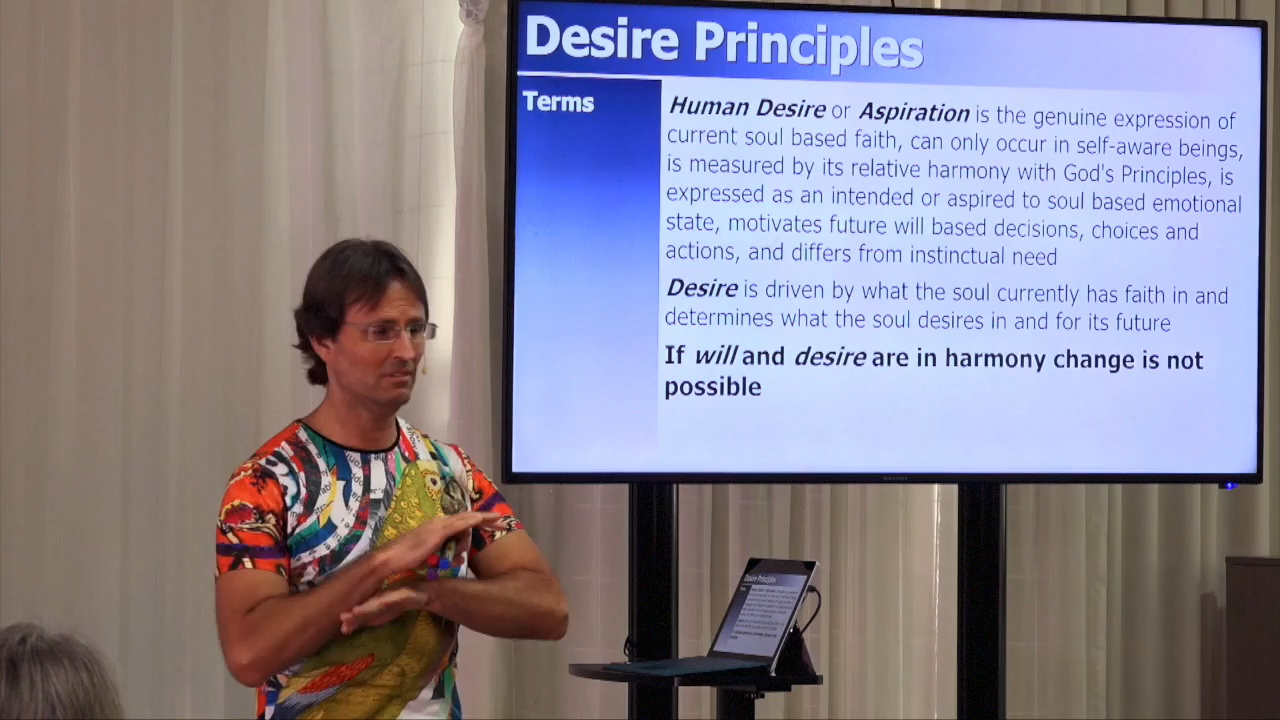 Desire Principles
Terms
Human Desire or Aspiration is the genuine expression of
current soul based faith, can only occur in self-aware beings,
is measured by its relative harmony with God's Principles, is
expressed as an intended or aspired to soul based emotional
state, motivates future will based decisions, choices and
actions, and differs from instinctual need
Desire is driven by what the soul currently has faith in and
determines what the soul desires in and for its future
If will and desire are in harmony change is not
possible
Desire Principles